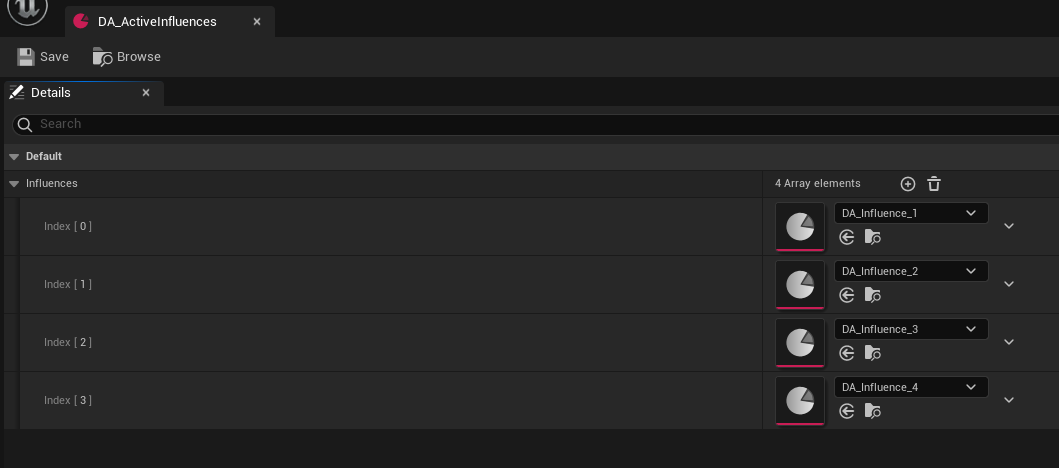 DA_ActiveInfluences
Save Browse
Details
Search
Default
Influences 4 Array elements
Index [ 0 ] DA_Influence_1
Index [ 1 ] DA_Influence_2
Index [ 2 ] DA_Influence_3
Index [ 3 ] DA_Influence_4